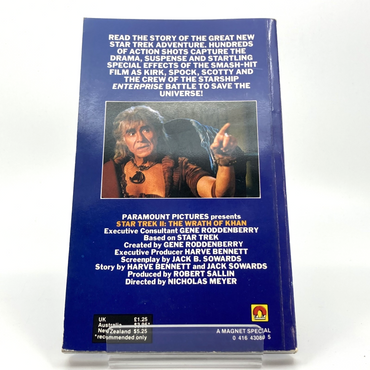 READ THE STORY OF THE GREAT NEW
STAR TREK ADVENTURE. HUNDREDS
OF ACTION SHOTS CAPTURE THE
DRAMA, SUSPENSE AND STARTLING
SPECIAL EFFECTS OF THE SMASH-HIT
FILM AS KIRK, SPOCK, SCOTTY AND
THE CREW OF THE STARSHIP
ENTERPRISE BATTLE TO SAVE THE
UNIVERSE!
PARAMOUNT PICTURES presents
STAR TREK II: THE WRATH OF KHAN
Executive Consultant GENE RODDENBERRY
Based on STAR TREK
Created by GENE RODDENBERRY
Executive Producer HARVE BENNETT
Screenplay by JACK B. SOWARDS
Story by HARVE BENNETT and JACK SOWARDS
Produced by ROBERT SALLIN
Directed by NICHOLAS MEYER
UK £1.25
Australia
New Zealand $5.25
*recommended only
A MAGNET SPECIAL
0 416 43080 5